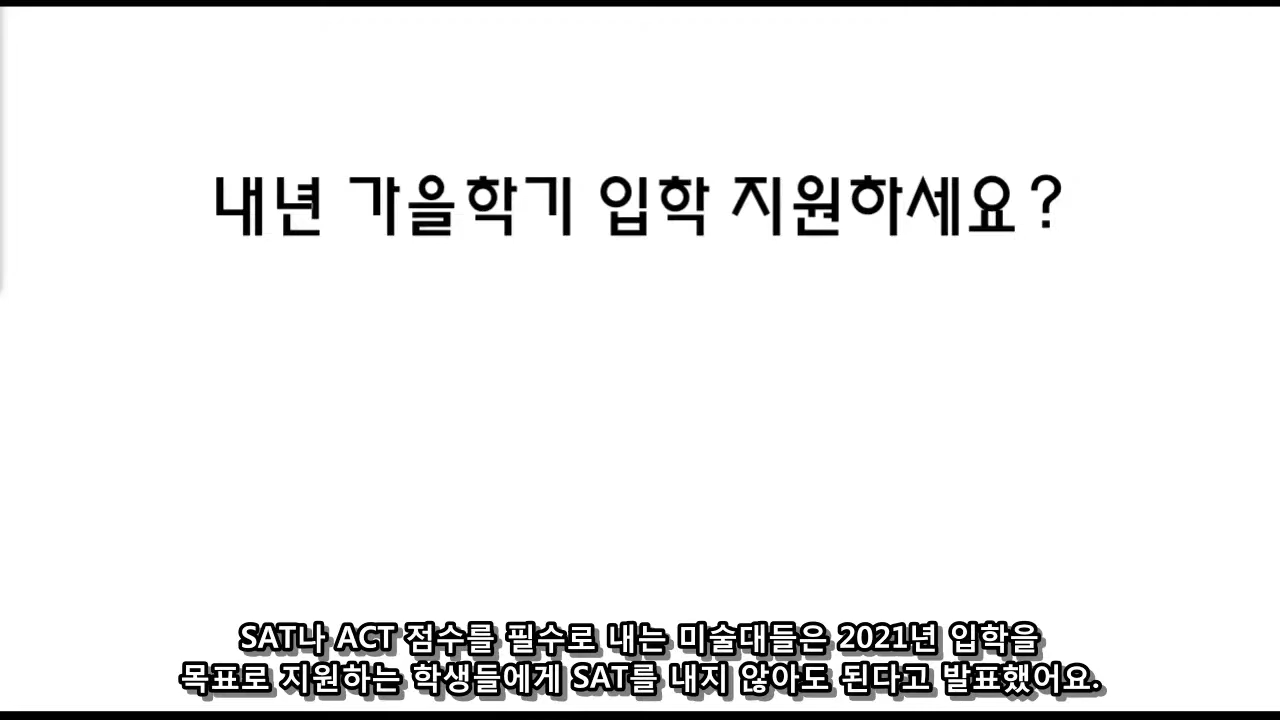 내년 가을학기 입학 지원하세요?
SAT나 ACT 점수를 필수로 내는 미술대들은 2021년 입학을
목표로 지원하는 학생들에게 SAT를 내지 않아도 된다고 발표했어요.